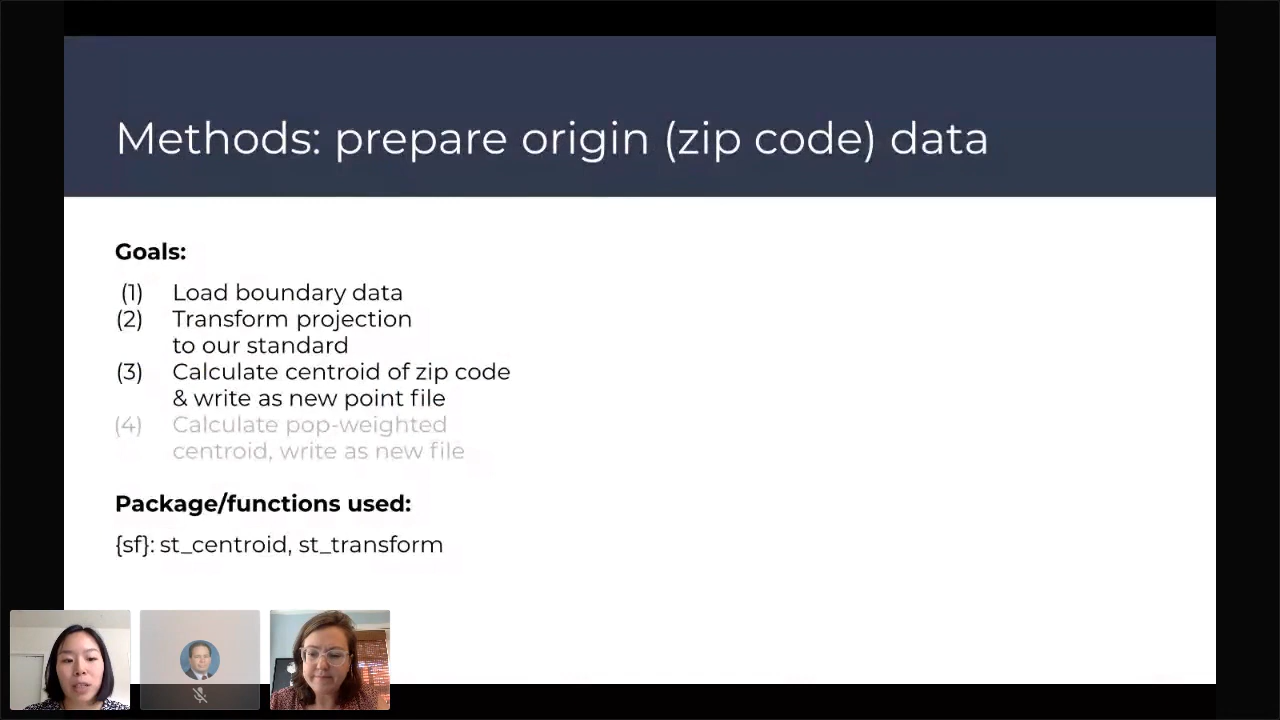 Methods: prepare origin (zip code) data
Goals:
(1) Load boundary data
(2) Transform projection
to our standard
(3) Calculate centroid of zip code
& write as new point file
(4) Calculate pop-weighted
centroid, write as new file
Package/functions used:
{sf}: st_centroid, st_transform